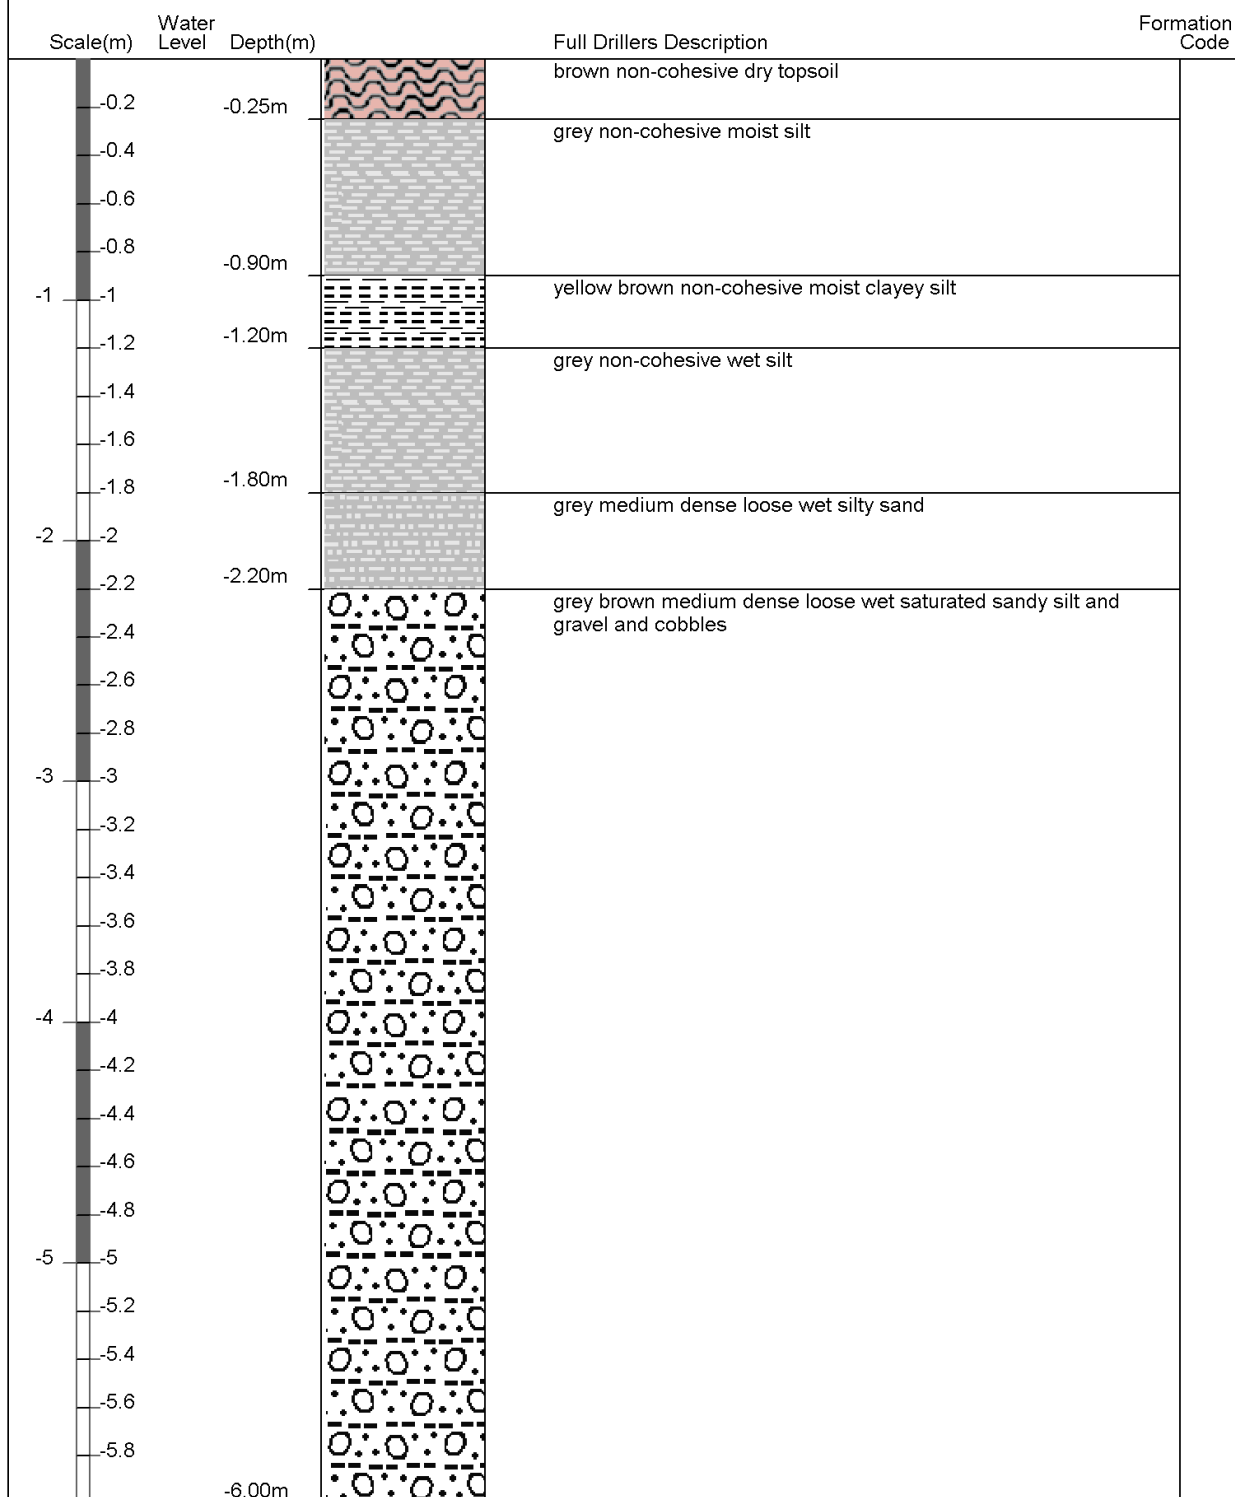 Water Formation
Scale(m) Level Depth(m) Full Drillers Description Code
brown non-cohesive dry topsoil
-0.2 -0.25m
grey non-cohesive moist silt
-0.4
-0.6
-0.8
-0.90m
yellow brown non-cohesive moist clayey silt
-1 -1
-1.2 -1.20m
grey non-cohesive wet silt
-1.4
-1.6
-1.8 -1.80m
grey medium dense loose wet silty sand
-2 -2
-2.2 -2.20m
grey brown medium dense loose wet saturated sandy silt and
gravel and cobbles
-2.4
-2.6
-2.8
-3 -3
-3.2
-3.4
-3.6
-3.8
-4 -4
-4.2
-4.4
-4.6
-4.8
-5 -5
-5.2
-5.4
-5.6
-5.8
-6.00m